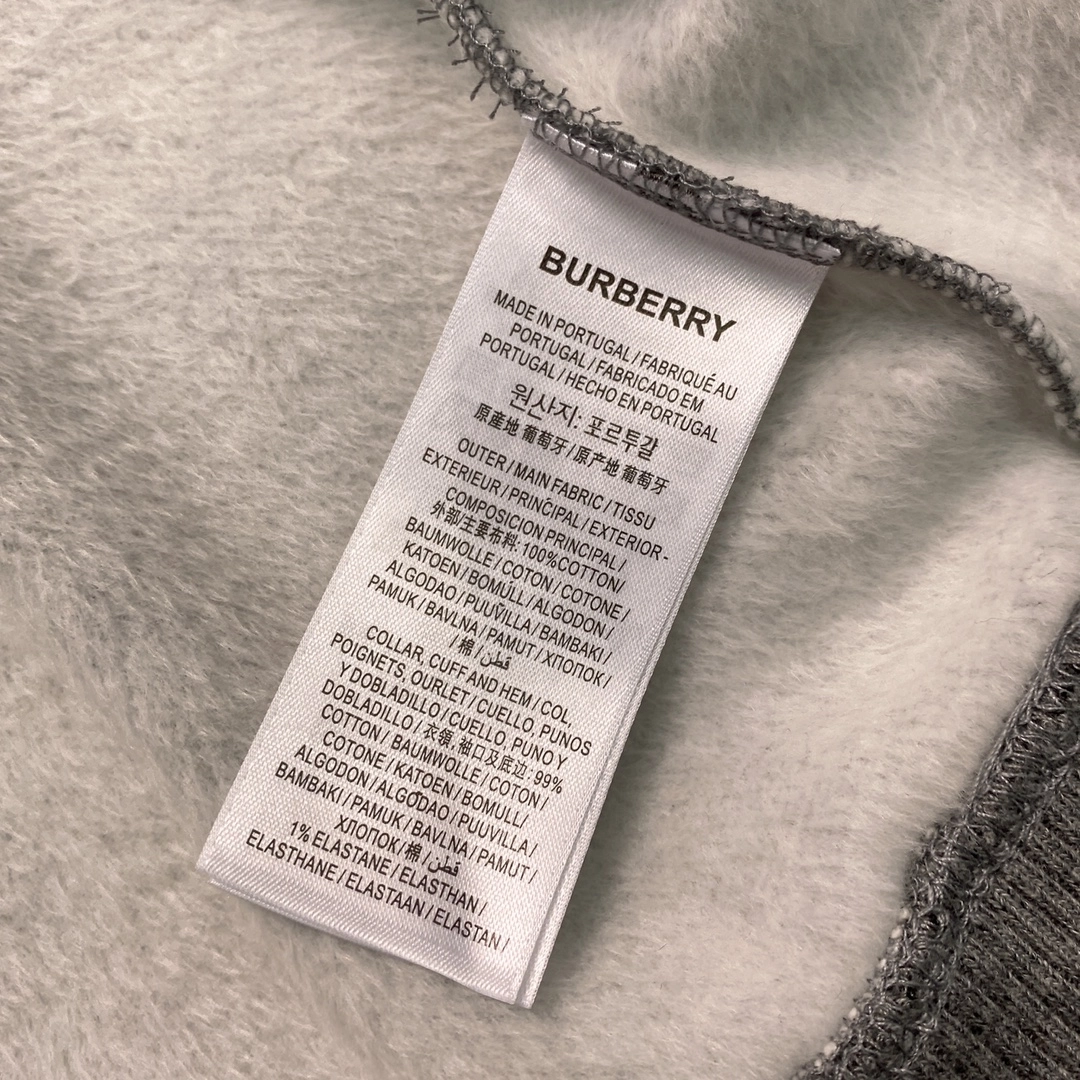 BURBERRY
MADE IN PORTUGAL / FABRIQUÉ AU
PORTUGAL / FABRICADO EM
PORTUGAL / HECHO EN PORTUGAL
원산지: 포르투갈
原產地 葡萄牙 / 原产地 葡萄牙
OUTER / MAIN FABRIC / TISSU
EXTERIEUR / PRINCIPAL / EXTERIOR -
COMPOSICION PRINCIPAL /
外部/主要布料: 100%COTTON/
BAUMWOLLE / COTON / COTONE /
KATOEN / BOMULL / ALGODON /
ALGODAO / PUUVILLA / BAMBAKI /
PAMUK / BAVLNA / PAMUT / ХЛОПОК /
/ 棉 / قطن
COLLAR, CUFF AND HEM / COL,
POIGNETS, OURLET / CUELLO, PUNOS
Y DOBLADILLO / CUELLO, PUNO Y
DOBLADILLO / 衣领, 袖口及底边: 99%
COTTON / BAUMWOLLE / COTON /
COTONE / KATOEN / BOMULL/
ALGODON / ALGODAO / PUUVILLA /
BAMBAKI / PAMUK / BAVLNA / PAMUT /
ХЛОПОК/ 棉 / قطن
1% ELASTANE / ELASTHAN /
ELASTHANE / ELASTAAN / ELASTAN /